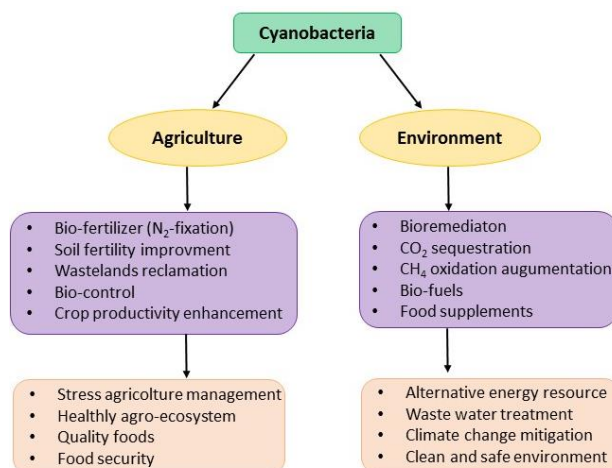 Cyanobacteria
Agriculture
Environment
• Bio-fertilizer (N₂-fixation)
• Soil fertility improvment
• Wastelands reclamation
• Bio-control
• Crop productivity enhancement
• Bioremediaton
• CO₂ sequestration
• CH₄ oxidation augumentation
• Bio-fuels
• Food supplements
• Stress agriculture management
• Healthly agro-ecosystem
• Quality foods
• Food security
• Alternative energy resource
• Waste water treatment
• Climate change mitigation
• Clean and safe environment